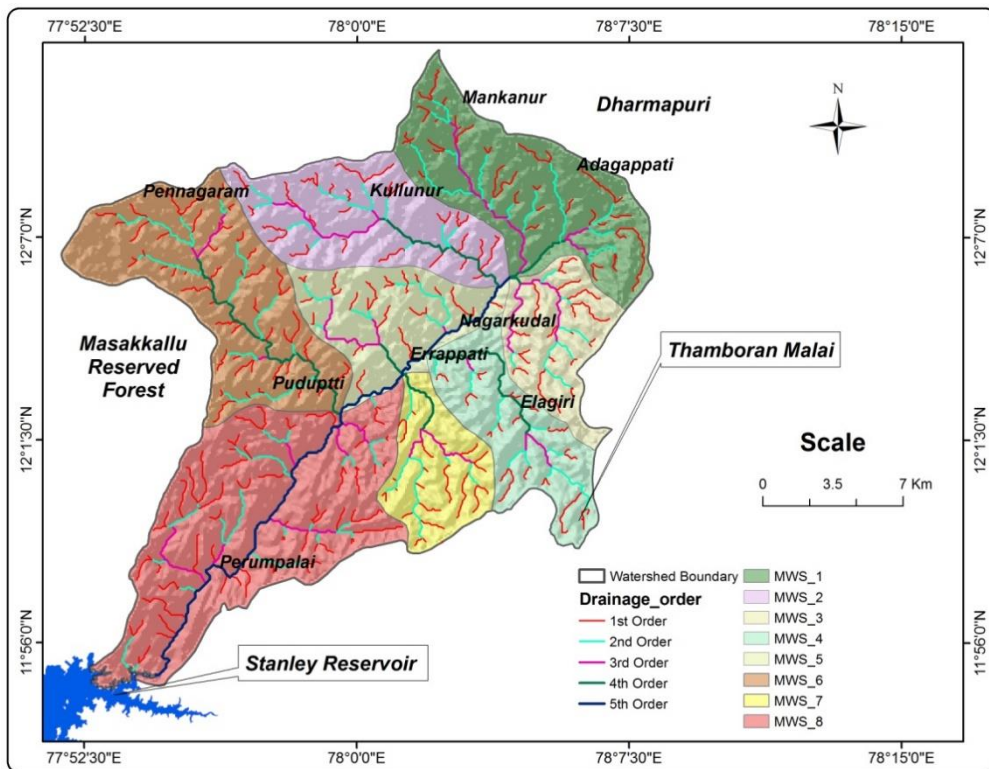 77°52'30"E 78°0'0"E 78°7'30"E 78°15'0"E
N
Mankanur
Dharmapuri
Adagappati
Pennagaram
Kullunur
12°7'0"N
12°7'0"N
Nagarkudal
Masakkallu
Reserved
Forest
Errappati
Thamboran Malai
Puduptti
Elagiri
12°1'30"N
12°1'30"N
Scale
0 3.5 7 Km
Perumpalai
Watershed Boundary
Drainage_order
1st Order
2nd Order
3rd Order
4th Order
5th Order
MWS_1
MWS_2
MWS_3
MWS_4
MWS_5
MWS_6
MWS_7
MWS_8
11°56'0"N
11°56'0"N
Stanley Reservoir
77°52'30"E 78°0'0"E 78°7'30"E 78°15'0"E